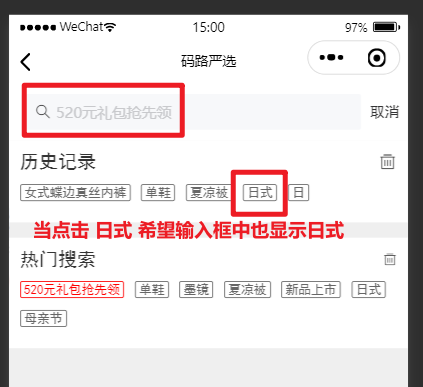 WeChat 15:00 97%
码路严选
520元礼包抢先领 取消
历史记录
女式蝶边真丝内裤 单鞋 夏凉被 日式 日
当点击 日式 希望输入框中也显示日式
热门搜索
520元礼包抢先领 单鞋 墨镜 夏凉被 新品上市 日式
母亲节